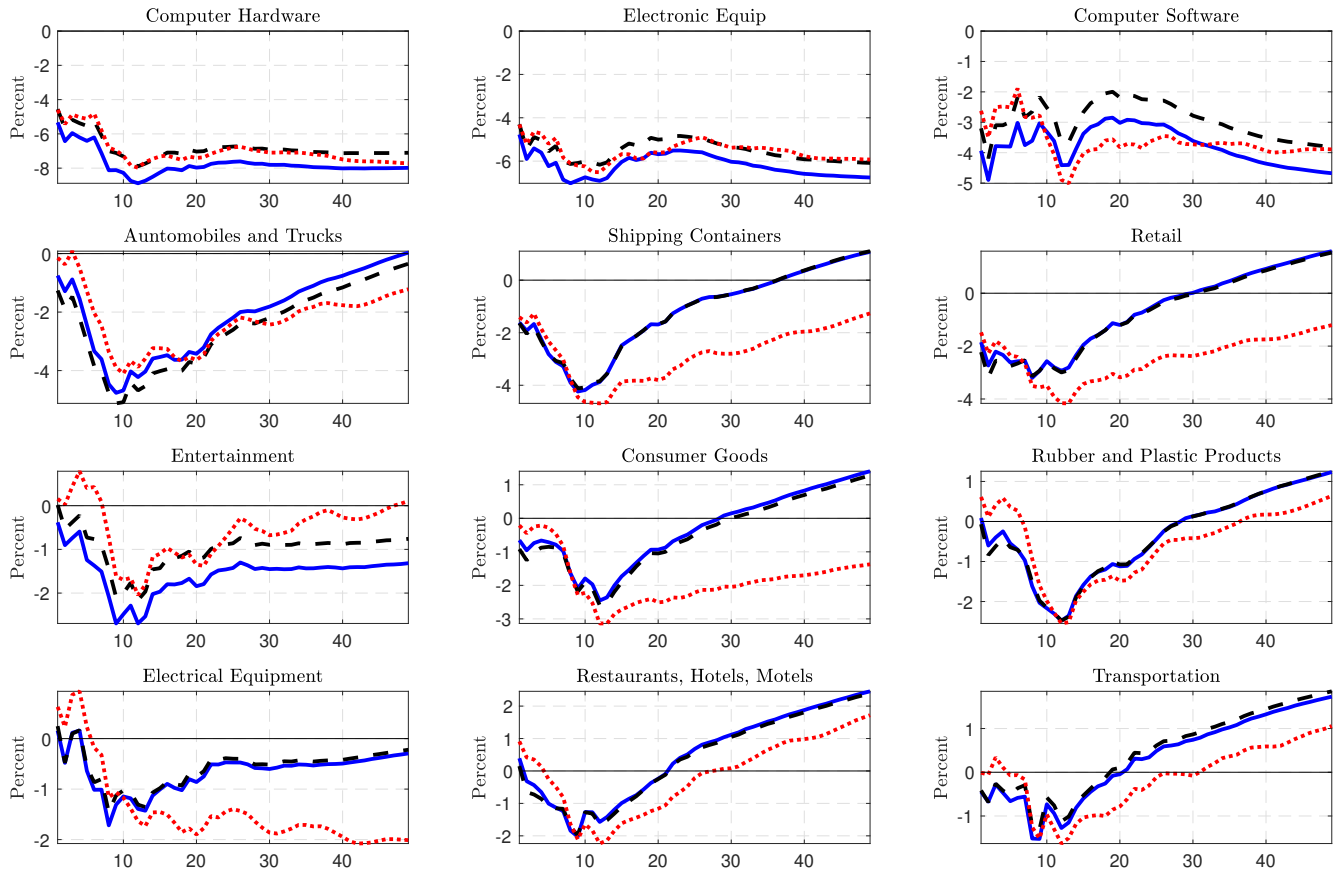 Computer Hardware
Electronic Equip
Computer Software
Percent
0
-2
-4
-6
-8
10 20 30 40
Percent
0
-2
-4
-6
10 20 30 40
Percent
0
-1
-2
-3
-4
-5
10 20 30 40
Auntomobiles and Trucks
Shipping Containers
Retail
Percent
0
-2
-4
10 20 30 40
Percent
0
-2
-4
10 20 30 40
Percent
0
-2
-4
10 20 30 40
Entertainment
Consumer Goods
Rubber and Plastic Products
Percent
0
-1
-2
10 20 30 40
Percent
1
0
-1
-2
-3
10 20 30 40
Percent
1
0
-1
-2
10 20 30 40
Electrical Equipment
Restaurants, Hotels, Motels
Transportation
Percent
0
-1
-2
10 20 30 40
Percent
2
1
0
-1
-2
10 20 30 40
Percent
1
0
-1
10 20 30 40